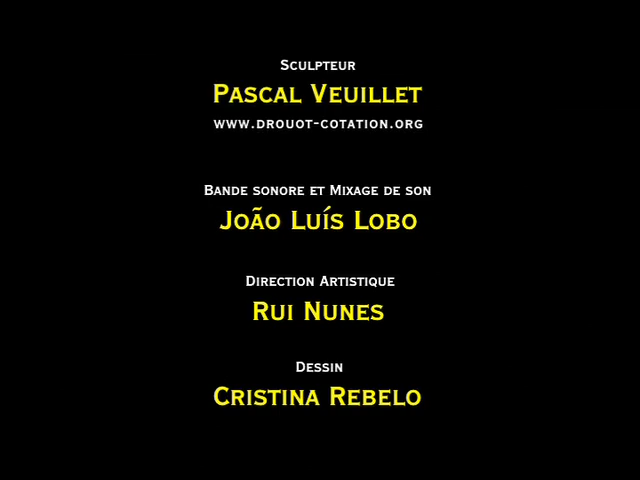 Sculpteur
Pascal Veuillet
www.drouot-cotation.org
Bande sonore et Mixage de son
João Luís Lobo
Direction Artistique
Rui Nunes
Dessin
Cristina Rebelo